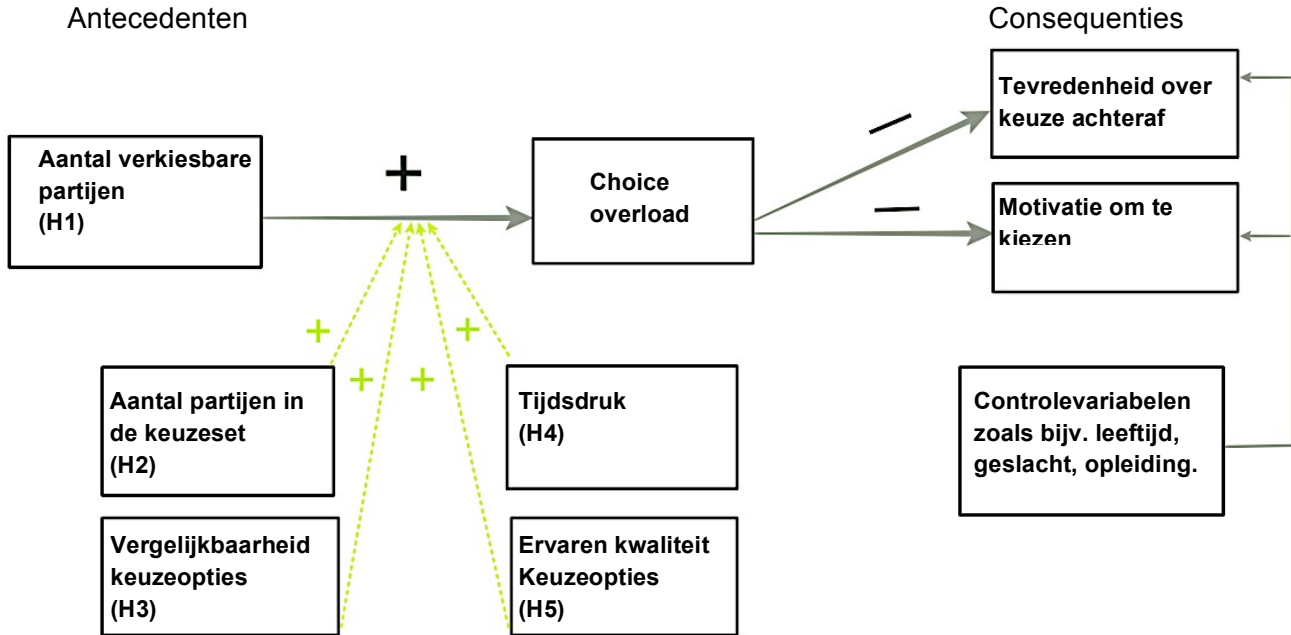 Antecedenten
Consequenties
Aantal verkiesbare
partijen
(H1)
+
Choice
overload
—
Tevredenheid over
keuze achteraf
—
Motivatie om te
kiezen
+
+
+
+
Aantal partijen in
de keuzeset
(H2)
Tijdsdruk
(H4)
Vergelijkbaarheid
keuzeopties
(H3)
Ervaren kwaliteit
Keuzeopties
(H5)
Controlevariabelen
zoals bijv. leeftijd,
geslacht, opleiding.